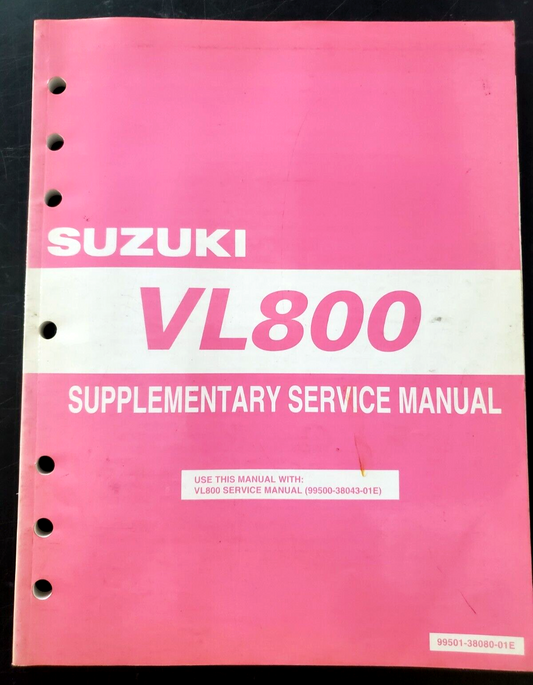 SUZUKI
VL800
SUPPLEMENTARY SERVICE MANUAL
USE THIS MANUAL WITH:
VL800 SERVICE MANUAL (99500-38043-01E)
99501-38080-01E